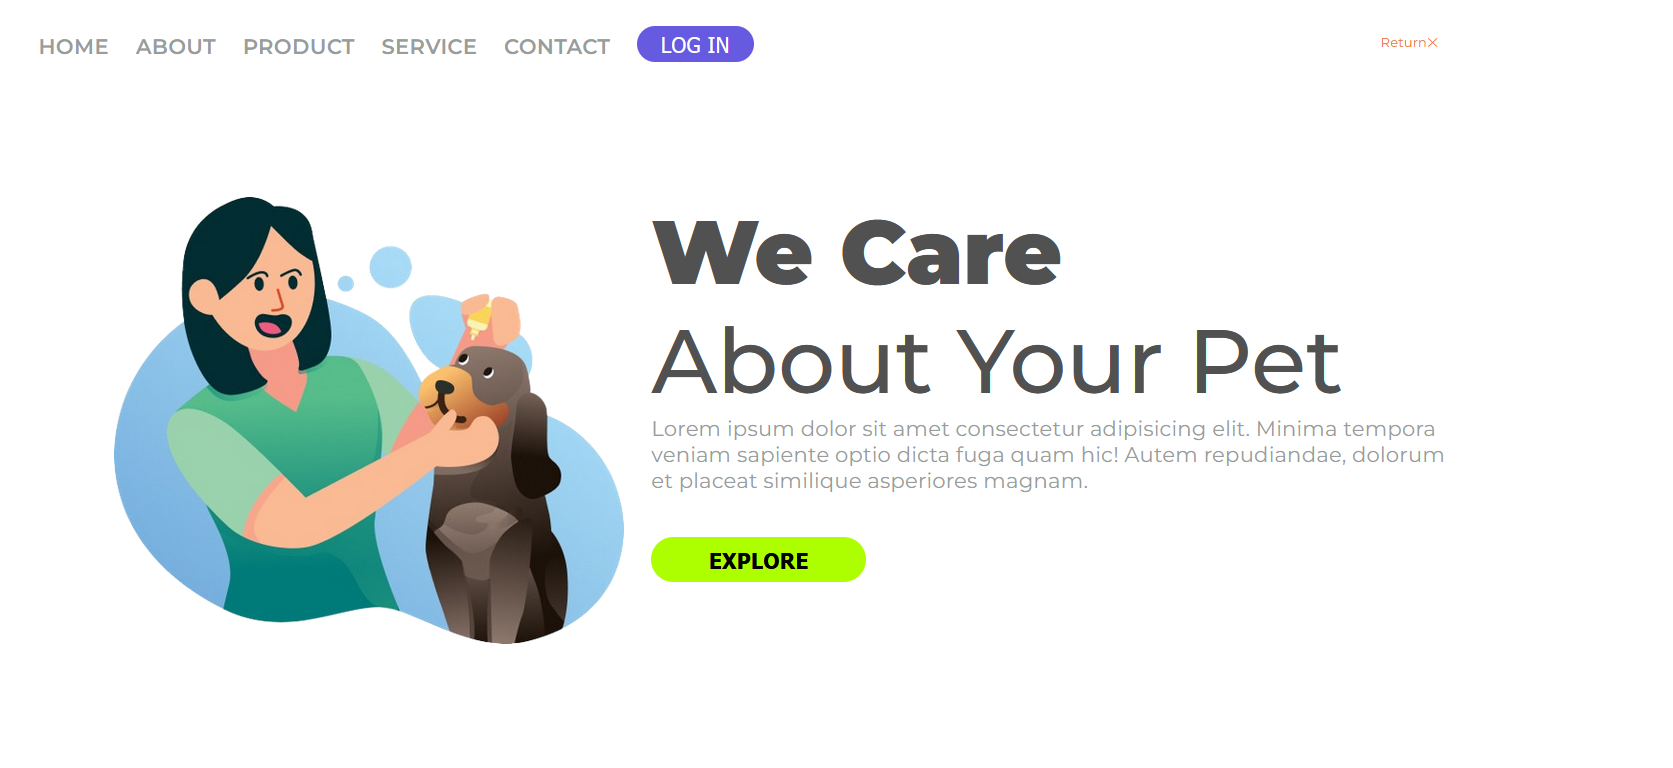 HOME ABOUT PRODUCT SERVICE CONTACT LOG IN Return×
We Care
About Your Pet
Lorem ipsum dolor sit amet consectetur adipisicing elit. Minima tempora
veniam sapiente optio dicta fuga quam hic! Autem repudiandae, dolorum
et placeat similique asperiores magnam.
EXPLORE